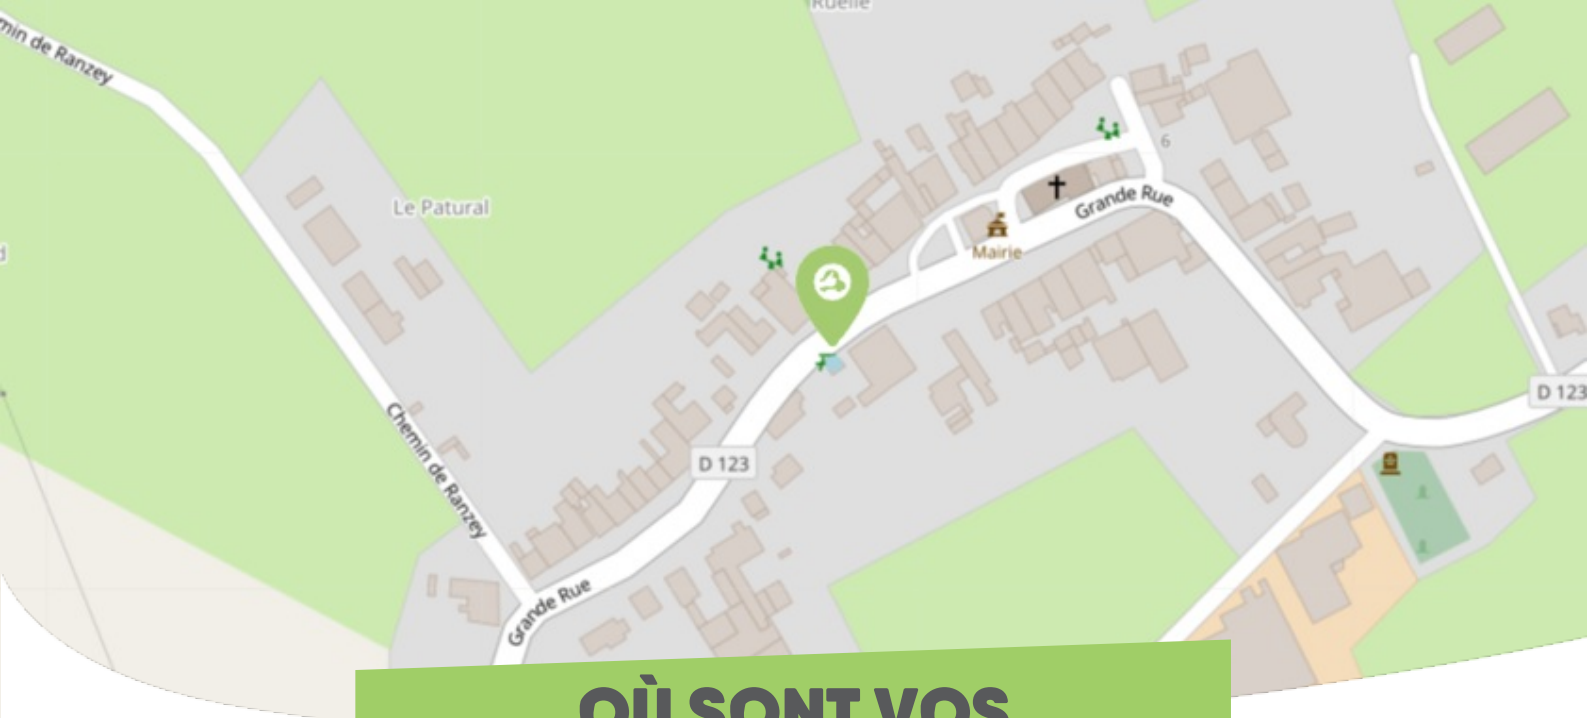 Ruelle
min de Ranzey
6
Le Patural
Grande Rue
Mairie
D 123
Chemin de Ranzey
D 123
Grande Rue
OÙ SONT VOS